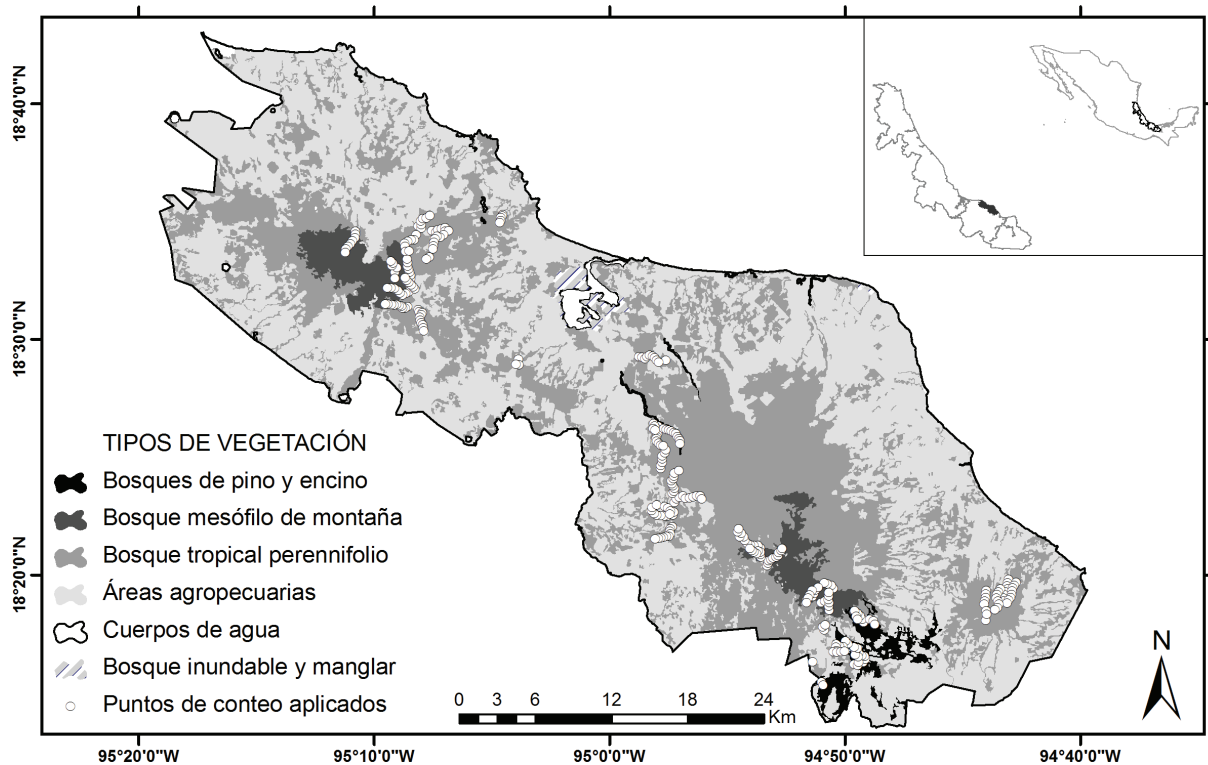 18°40'0"N
18°30'0"N
18°20'0"N
TIPOS DE VEGETACIÓN
Bosques de pino y encino
Bosque mesófilo de montaña
Bosque tropical perennifolio
Áreas agropecuarias
Cuerpos de agua
Bosque inundable y manglar
Puntos de conteo aplicados
0 3 6 12 18 24
Km
N
95°20'0"W 95°10'0"W 95°0'0"W 94°50'0"W 94°40'0"W